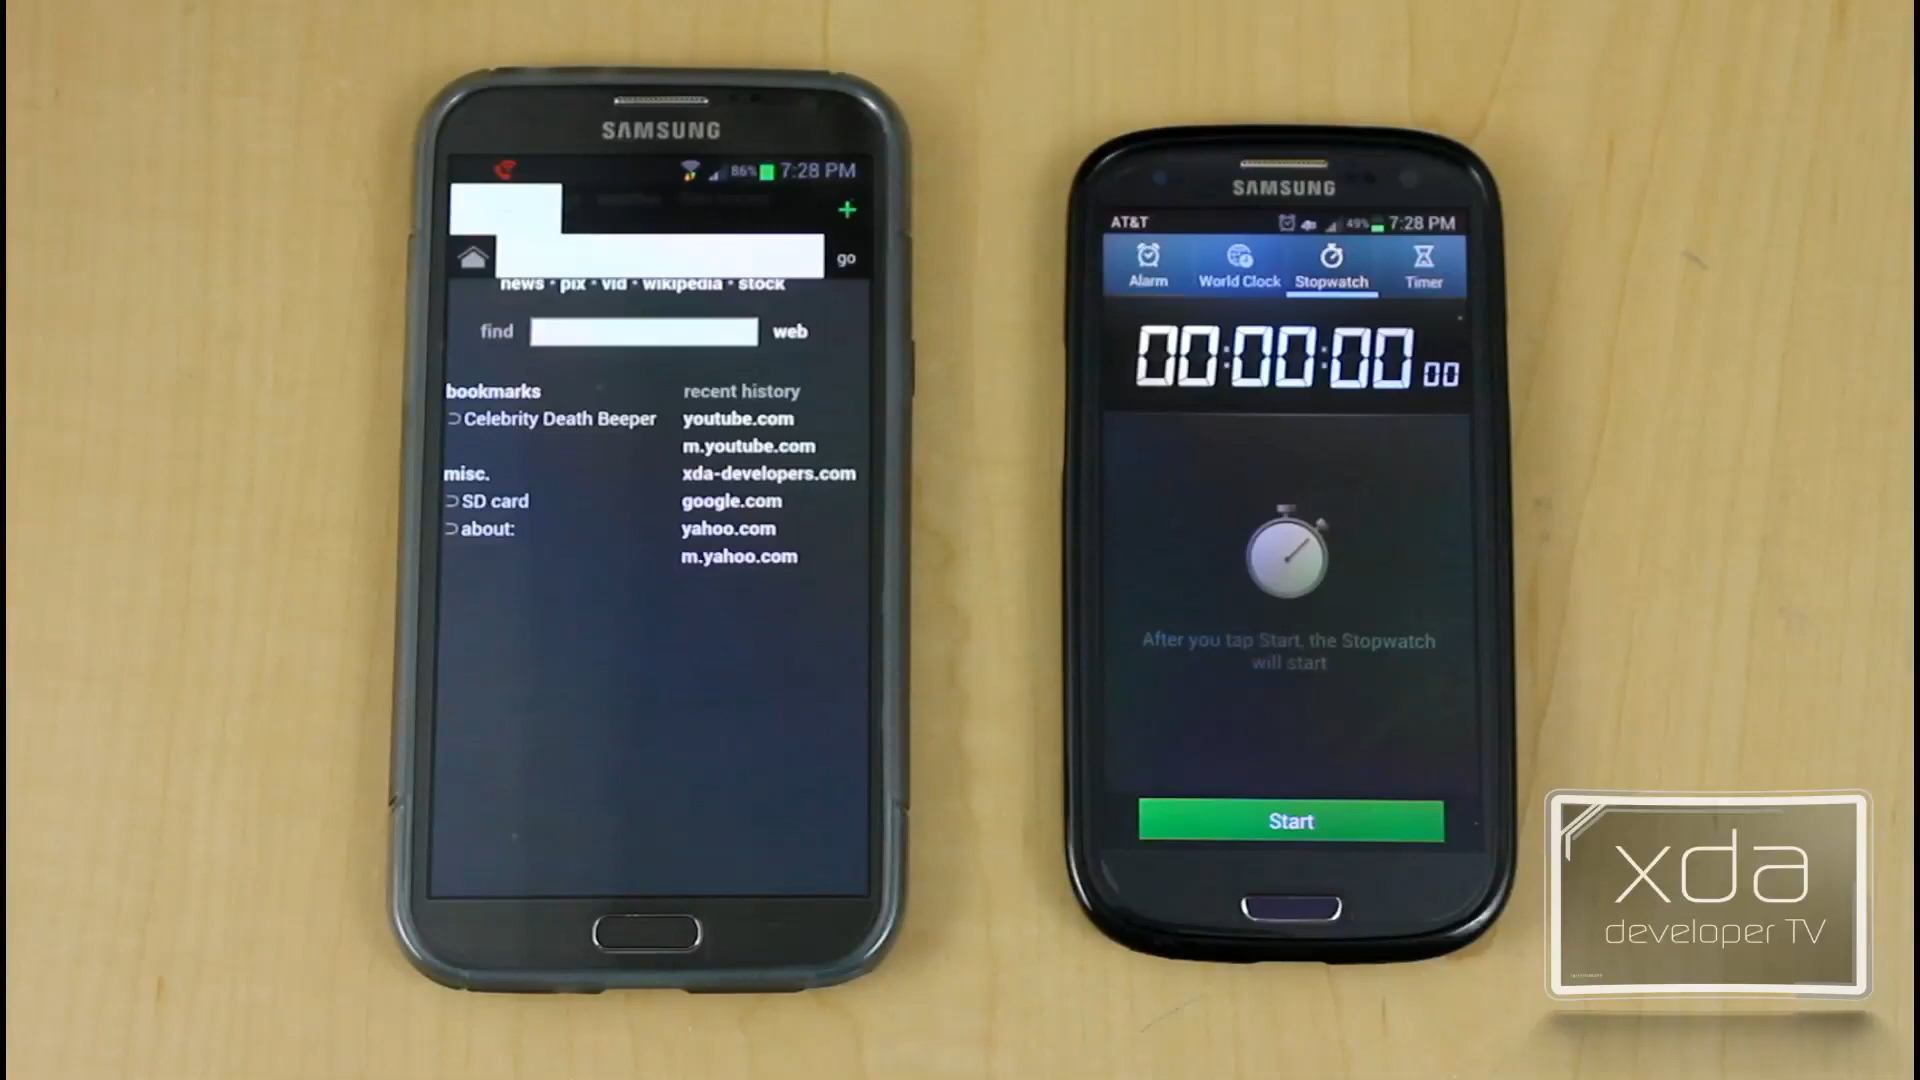 SAMSUNG
86% 7:28 PM
+
go
news · pix · vid · wikipedia · stock
find
web
bookmarks
recent history
⊃Celebrity Death Beeper
youtube.com
m.youtube.com
misc.
xda-developers.com
⊃SD card
google.com
⊃about:
yahoo.com
m.yahoo.com
SAMSUNG
AT&T 49% 7:28 PM
Alarm World Clock Stopwatch Timer
00:00:00 00
After you tap Start, the Stopwatch
will start
Start
xda
developer TV